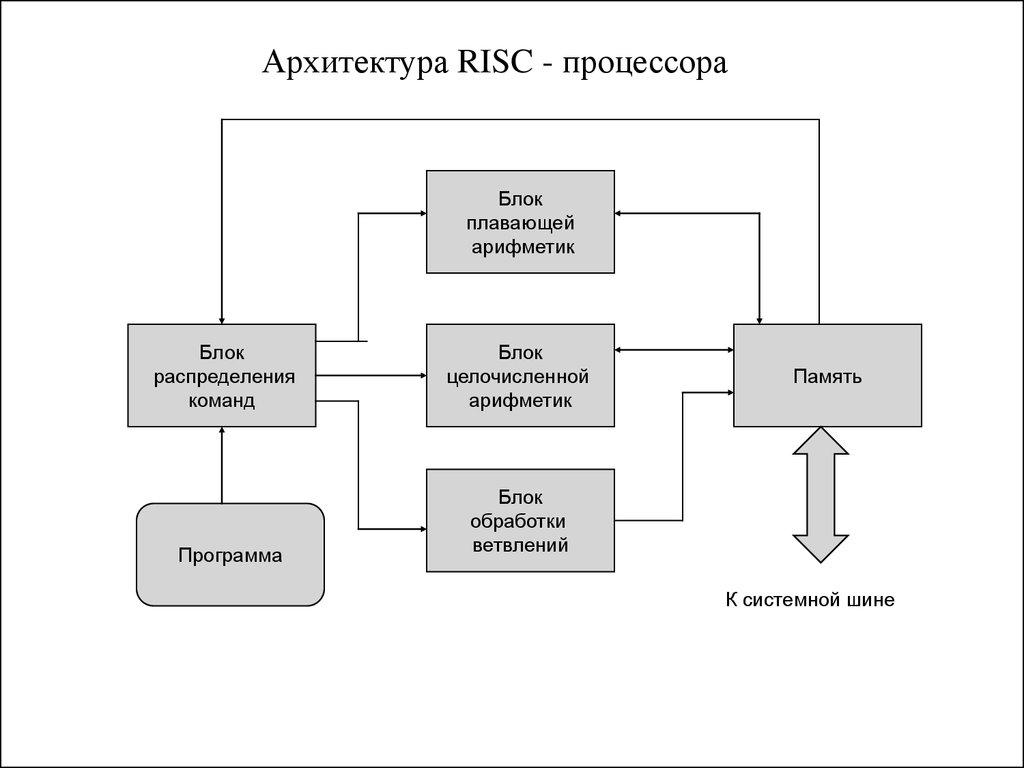 Архитектура RISC - процессора
Блок
плавающей
арифметик
Блок
распределения
команд
Блок
целочисленной
арифметик
Память
Блок
обработки
ветвлений
Программа
К системной шине